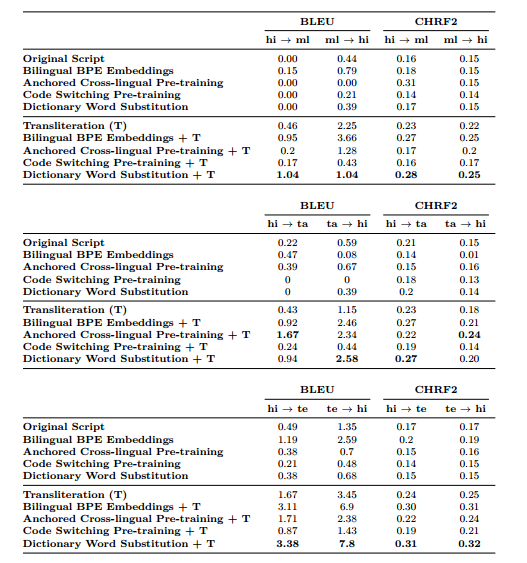 BLEU CHRF2
hi → ml ml → hi hi → ml ml → hi
Original Script 0.00 0.44 0.16 0.15
Bilingual BPE Embeddings 0.15 0.79 0.18 0.15
Anchored Cross-lingual Pre-training 0.00 0.00 0.31 0.15
Code Switching Pre-training 0.00 0.21 0.14 0.14
Dictionary Word Substitution 0.00 0.39 0.17 0.15
Transliteration (T) 0.46 2.25 0.23 0.22
Bilingual BPE Embeddings + T 0.95 3.66 0.27 0.25
Anchored Cross-lingual Pre-training + T 0.2 1.28 0.17 0.2
Code Switching Pre-training + T 0.17 0.43 0.16 0.17
Dictionary Word Substitution + T 1.04 1.04 0.28 0.25
BLEU CHRF2
hi → ta ta → hi hi → ta ta → hi
Original Script 0.22 0.59 0.21 0.15
Bilingual BPE Embeddings 0.47 0.08 0.14 0.01
Anchored Cross-lingual Pre-training 0.39 0.67 0.15 0.16
Code Switching Pre-training 0 0 0.18 0.13
Dictionary Word Substitution 0 0.39 0.2 0.14
Transliteration (T) 0.43 1.15 0.23 0.18
Bilingual BPE Embeddings + T 0.92 2.46 0.27 0.21
Anchored Cross-lingual Pre-training + T 1.67 2.34 0.22 0.24
Code Switching Pre-training + T 0.24 0.44 0.19 0.14
Dictionary Word Substitution + T 0.94 2.58 0.27 0.20
BLEU CHRF2
hi → te te → hi hi → te te → hi
Original Script 0.49 1.35 0.17 0.17
Bilingual BPE Embeddings 1.19 2.59 0.2 0.19
Anchored Cross-lingual Pre-training 0.38 0.7 0.15 0.16
Code Switching Pre-training 0.21 0.48 0.14 0.15
Dictionary Word Substitution 0.38 0.68 0.15 0.15
Transliteration (T) 1.67 3.45 0.24 0.25
Bilingual BPE Embeddings + T 3.11 6.9 0.30 0.31
Anchored Cross-lingual Pre-training + T 1.71 2.38 0.22 0.24
Code Switching Pre-training + T 0.87 1.43 0.19 0.21
Dictionary Word Substitution + T 3.38 7.8 0.31 0.32